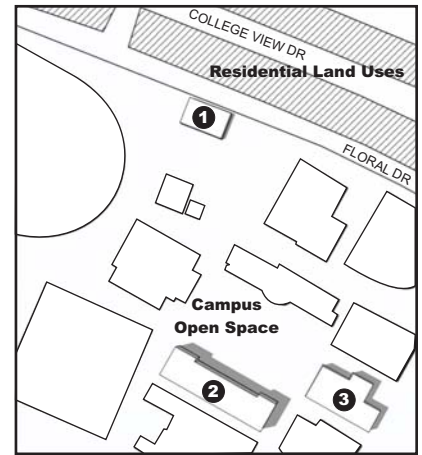 COLLEGE VIEW DR
Residential Land Uses
1
FLORAL DR
Campus
Open Space
2
3